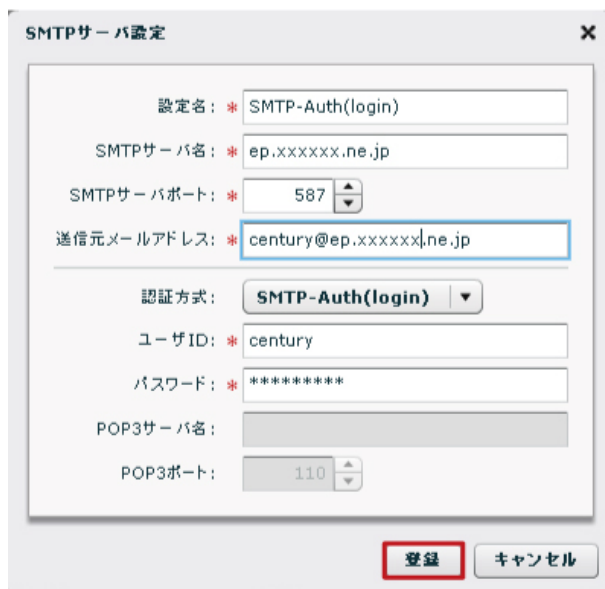 SMTPサーバ設定
設定名: * SMTP-Auth(login)
SMTPサーバ名: * ep.xxxxxx.ne.jp
SMTPサーバポート: * 587
送信元メールアドレス: * century@ep.xxxxxx.ne.jp
認証方式: SMTP-Auth(login)
ユーザID: * century
パスワード: * *********
POP3サーバ名:
POP3ポート: 110
登録 キャンセル